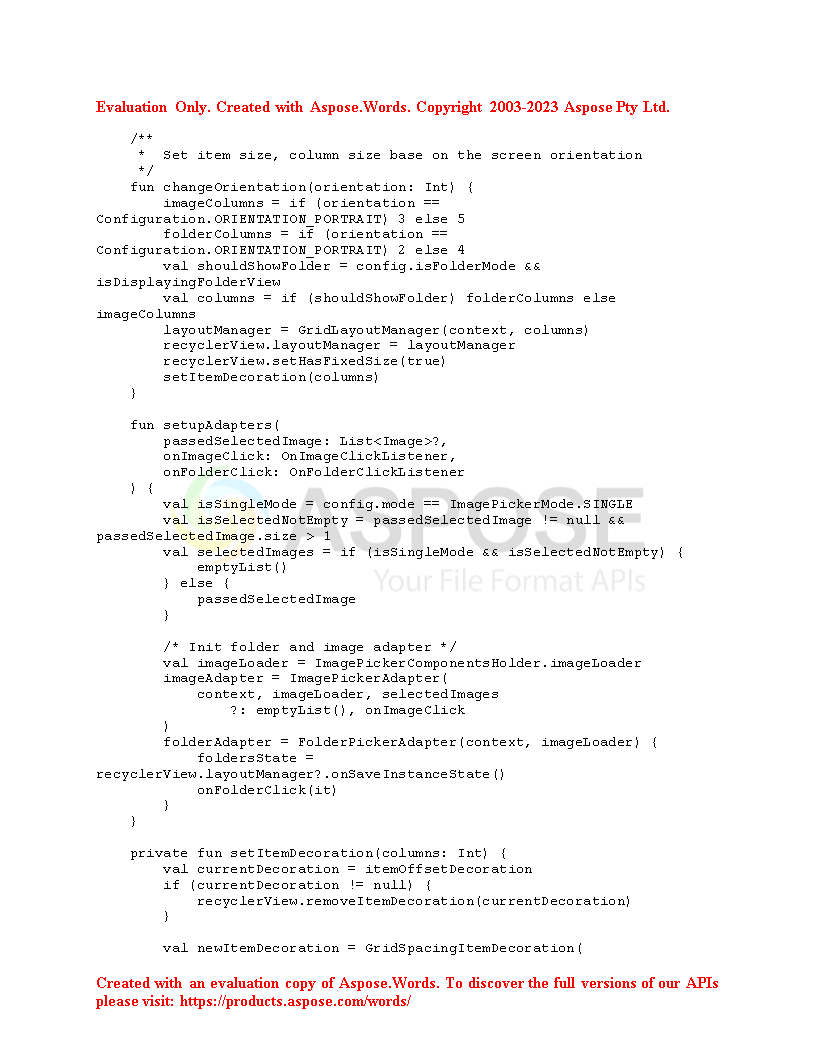 Evaluation Only. Created with Aspose.Words. Copyright 2003-2023 Aspose Pty Ltd.
    /**
     *  Set item size, column size base on the screen orientation
     */
    fun changeOrientation(orientation: Int) {
        imageColumns = if (orientation ==
Configuration.ORIENTATION_PORTRAIT) 3 else 5
        folderColumns = if (orientation ==
Configuration.ORIENTATION_PORTRAIT) 2 else 4
        val shouldShowFolder = config.isFolderMode &&
isDisplayingFolderView
        val columns = if (shouldShowFolder) folderColumns else
imageColumns
        layoutManager = GridLayoutManager(context, columns)
        recyclerView.layoutManager = layoutManager
        recyclerView.setHasFixedSize(true)
        setItemDecoration(columns)
    }
    fun setupAdapters(
        passedSelectedImage: List<Image>?,
        onImageClick: OnImageClickListener,
        onFolderClick: OnFolderClickListener
    ) {
        val isSingleMode = config.mode == ImagePickerMode.SINGLE
        val isSelectedNotEmpty = passedSelectedImage != null &&
passedSelectedImage.size > 1
        val selectedImages = if (isSingleMode && isSelectedNotEmpty) {
            emptyList()
        } else {
            passedSelectedImage
        }
ASPOSE
Your File Format APIs
        /* Init folder and image adapter */
        val imageLoader = ImagePickerComponentsHolder.imageLoader
        imageAdapter = ImagePickerAdapter(
            context, imageLoader, selectedImages
                ?: emptyList(), onImageClick
        )
        folderAdapter = FolderPickerAdapter(context, imageLoader) {
            foldersState =
recyclerView.layoutManager?.onSaveInstanceState()
            onFolderClick(it)
        }
    }
    private fun setItemDecoration(columns: Int) {
        val currentDecoration = itemOffsetDecoration
        if (currentDecoration != null) {
            recyclerView.removeItemDecoration(currentDecoration)
        }
        val newItemDecoration = GridSpacingItemDecoration(
Created with an evaluation copy of Aspose.Words. To discover the full versions of our APIs
please visit: https://products.aspose.com/words/